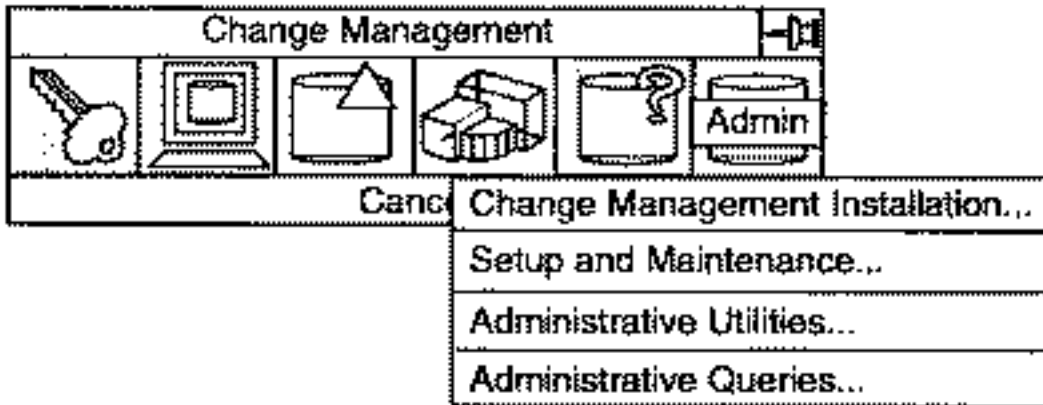 Change Management
Admin
Canc
Change Management Installation...
Setup and Maintenance...
Administrative Utilities...
Administrative Queries...